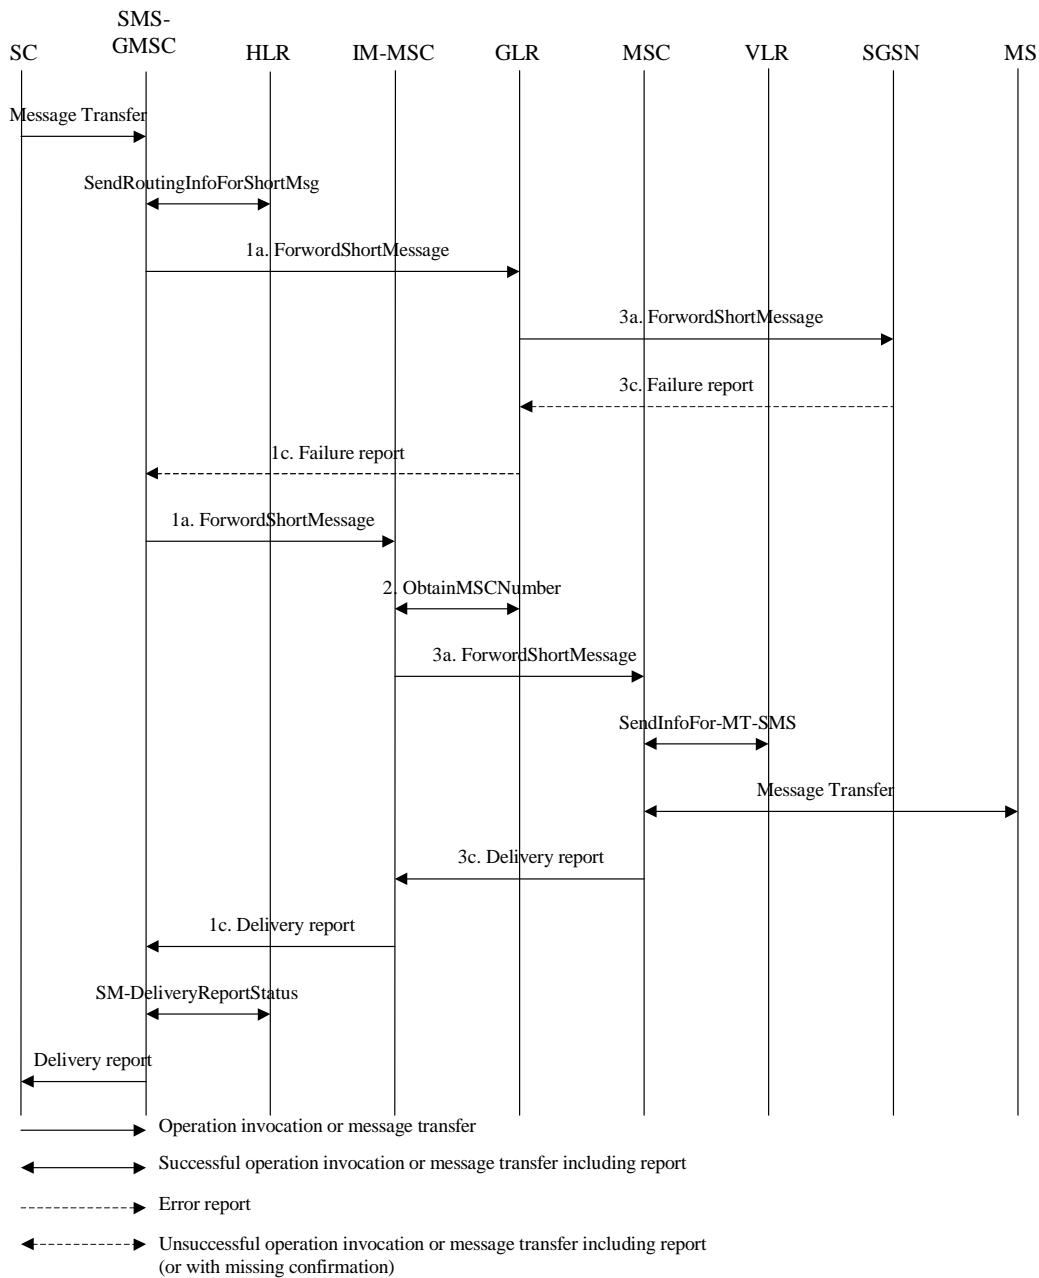 SMS-
GMSC
SC HLR IM-MSC GLR MSC VLR SGSN MS
Message Transfer
SendRoutingInfoForShortMsg
1a. ForwordShortMessage
3a. ForwordShortMessage
3c. Failure report
1c. Failure report
1a. ForwordShortMessage
2. ObtainMSCNumber
3a. ForwordShortMessage
SendInfoFor-MT-SMS
Message Transfer
3c. Delivery report
1c. Delivery report
SM-DeliveryReportStatus
Delivery report
Operation invocation or message transfer
Successful operation invocation or message transfer including report
Error report
Unsuccessful operation invocation or message transfer including report
(or with missing confirmation)